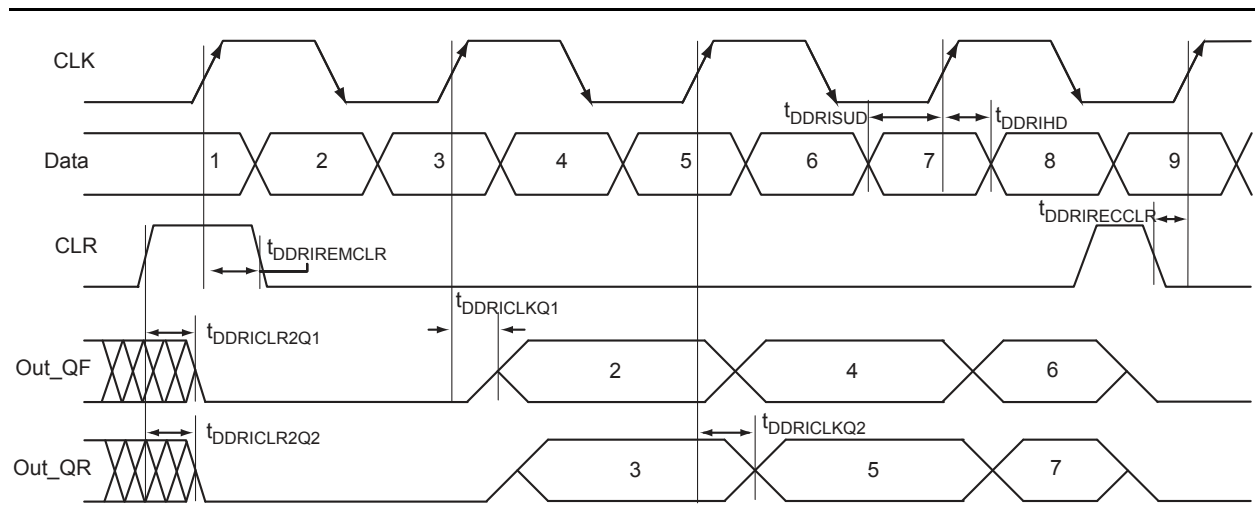 CLK
tDDRISUD
tDDRIHD
Data 1 2 3 4 5 6 7 8 9
tDDRIRECCLR
CLR
tDDRIREMCLR
tDDRICLKQ1
tDDRICLR2Q1
Out_QF 2 4 6
tDDRICLR2Q2
tDDRICLKQ2
Out_QR 3 5 7